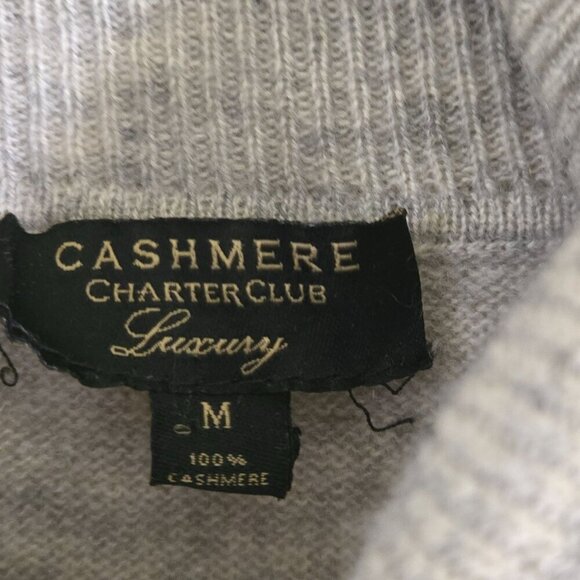 CASHMERE
CHARTER CLUB
Luxury
M
100%
CASHMERE